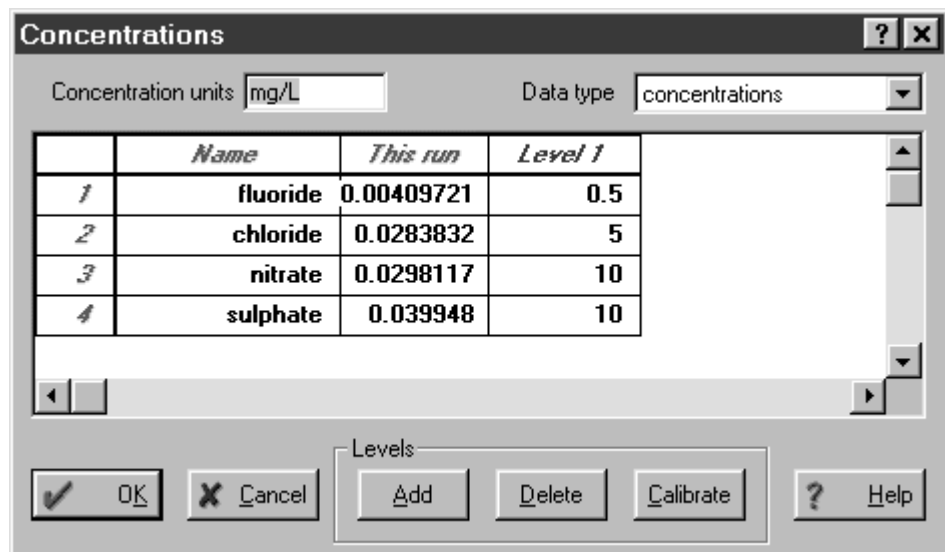 Concentrations
Concentration units mg/L Data type concentrations
Name This run Level 1
1 fluoride 0.00409721 0.5
2 chloride 0.0283832 5
3 nitrate 0.0298117 10
4 sulphate 0.039948 10
Levels
OK Cancel Add Delete Calibrate ? Help